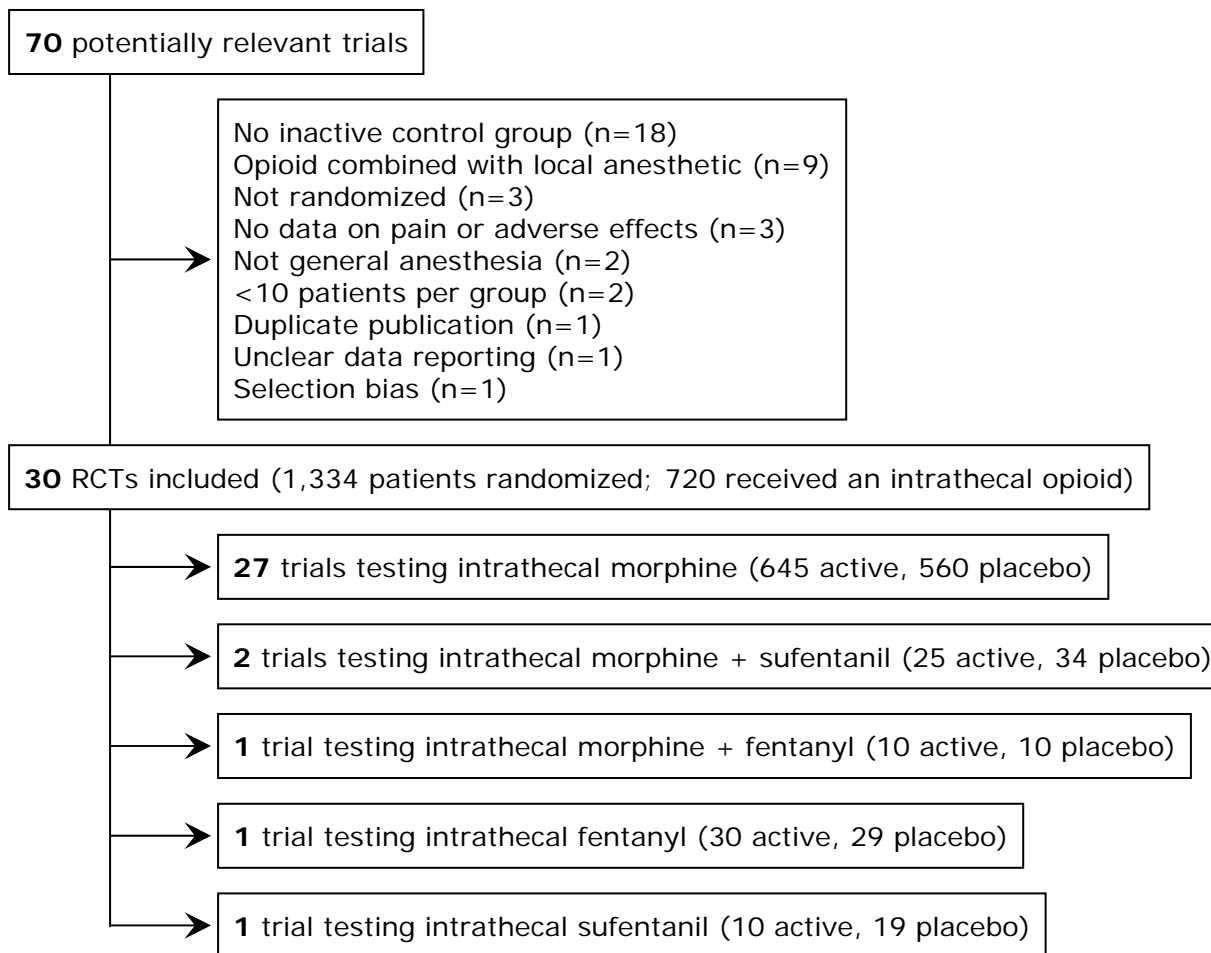 70 potentially relevant trials
No inactive control group (n=18)
Opioid combined with local anesthetic (n=9)
Not randomized (n=3)
No data on pain or adverse effects (n=3)
Not general anesthesia (n=2)
<10 patients per group (n=2)
Duplicate publication (n=1)
Unclear data reporting (n=1)
Selection bias (n=1)
30 RCTs included (1,334 patients randomized; 720 received an intrathecal opioid)
27 trials testing intrathecal morphine (645 active, 560 placebo)
2 trials testing intrathecal morphine + sufentanil (25 active, 34 placebo)
1 trial testing intrathecal morphine + fentanyl (10 active, 10 placebo)
1 trial testing intrathecal fentanyl (30 active, 29 placebo)
1 trial testing intrathecal sufentanil (10 active, 19 placebo)